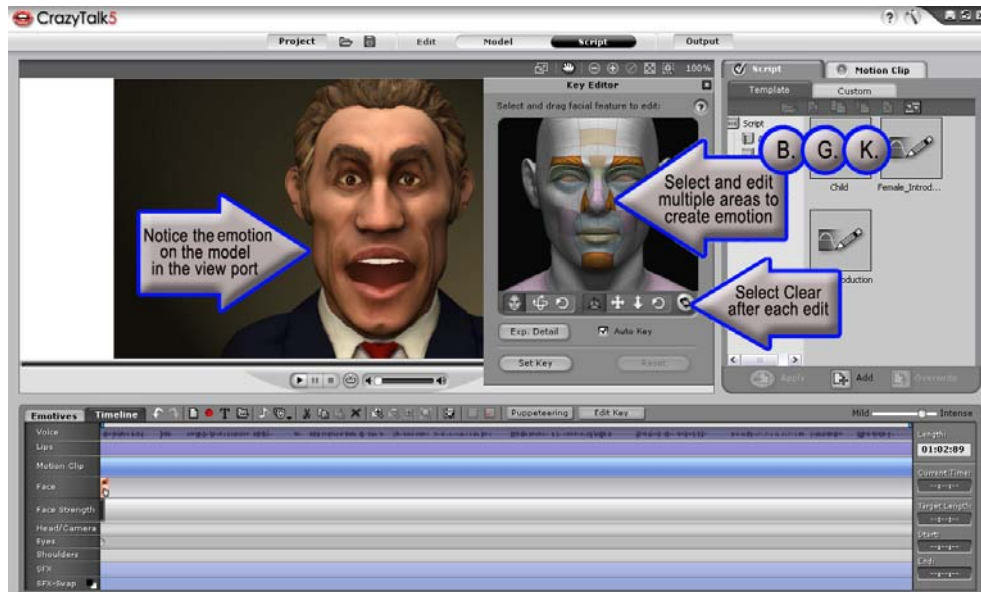 CrazyTalk5
?
Project
Edit
Model
Script
Output
100%
Key Editor
Select and drag facial feature to edit:
?
Script
Motion Clip
Template
Custom
Script
B.
G.
K.
Child
Female_Introd...
Notice the emotion
on the model
in the view port
Select and edit
multiple areas to
create emotion
Select Clear
after each edit
Exp. Detail
Auto Key
Set Key
Reset
Apply
Add
Overwrite
Emotives
Timeline
T
Puppeteering
Edit Key
Mild
Intense
Voice
Lips
Motion Clip
Face
Face Strength
Head/Camera
Eyes
Shoulders
SFX
SFX-Swap
Length:
01:02:89
Current Time:
--:--:--
Target Length:
--:--:--
Start:
--:--:--
End:
--:--:--